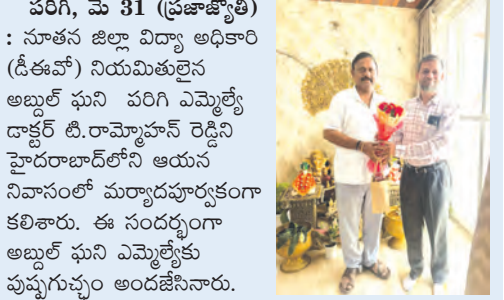 పరిగి, మే 31 (ప్రజాజ్యోతి)
: నూతన జిల్లా విద్యా అధికారి
(డీఈవో) నియమితులైన
అబ్దుల్ ఘని పరిగి ఎమ్మెల్యే
డాక్టర్ టి.రామ్మోహన్ రెడ్డిని
హైదరాబాద్‌లోని ఆయన
నివాసంలో మర్యాదపూర్వకంగా
కలిశారు. ఈ సందర్భంగా
అబ్దుల్ ఘని ఎమ్మెల్యేకు
పుష్పగుచ్ఛం అందజేసినారు.